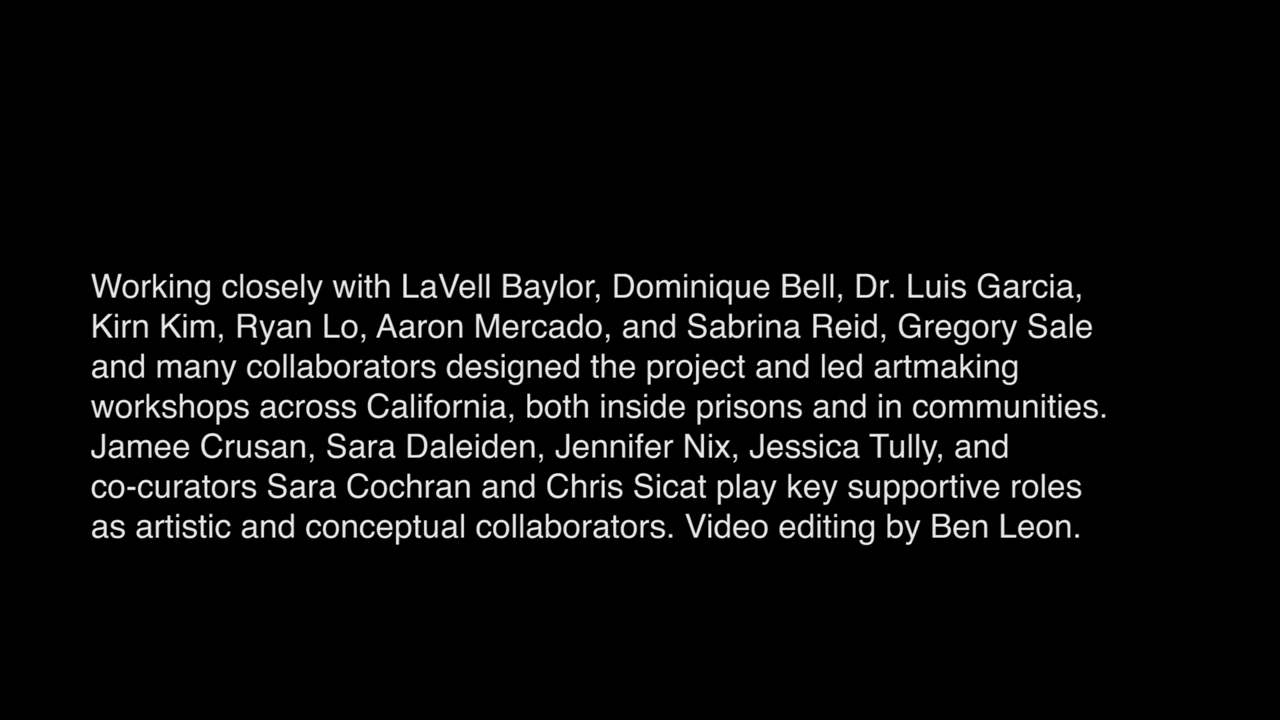 Working closely with LaVell Baylor, Dominique Bell, Dr. Luis Garcia,
Kirn Kim, Ryan Lo, Aaron Mercado, and Sabrina Reid, Gregory Sale
and many collaborators designed the project and led artmaking
workshops across California, both inside prisons and in communities.
Jamee Crusan, Sara Daleiden, Jennifer Nix, Jessica Tully, and
co-curators Sara Cochran and Chris Sicat play key supportive roles
as artistic and conceptual collaborators. Video editing by Ben Leon.